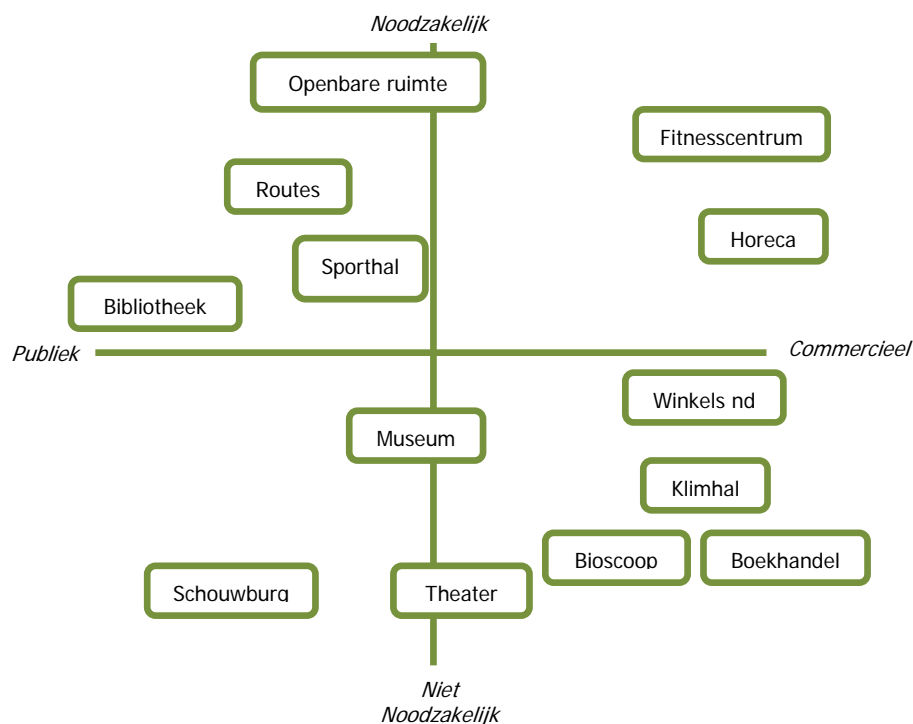 Noodzakelijk
Openbare ruimte
Fitnesscentrum
Routes
Horeca
Sporthal
Bibliotheek
Publiek
Commercieel
Winkels nd
Museum
Klimhal
Bioscoop
Boekhandel
Schouwburg
Theater
Niet
Noodzakelijk